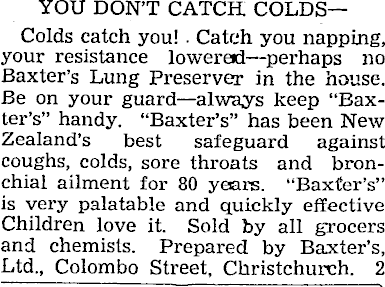 YOU DON'T CATCH COLDS—
Colds catch you! . Catch you napping,
your resistance lowered—perhaps no
Baxter's Lung Preserver in the house.
Be on your guard—always keep "Bax-
ter's" handy. "Baxter's" has been New
Zealand's best safeguard against
coughs, colds, sore throats and bron-
chial ailment for 80 years. "Baxter's"
is very palatable and quickly effective
Children love it. Sold by all grocers
and chemists. Prepared by Baxter's,
Ltd., Colombo Street, Christchurch. 2